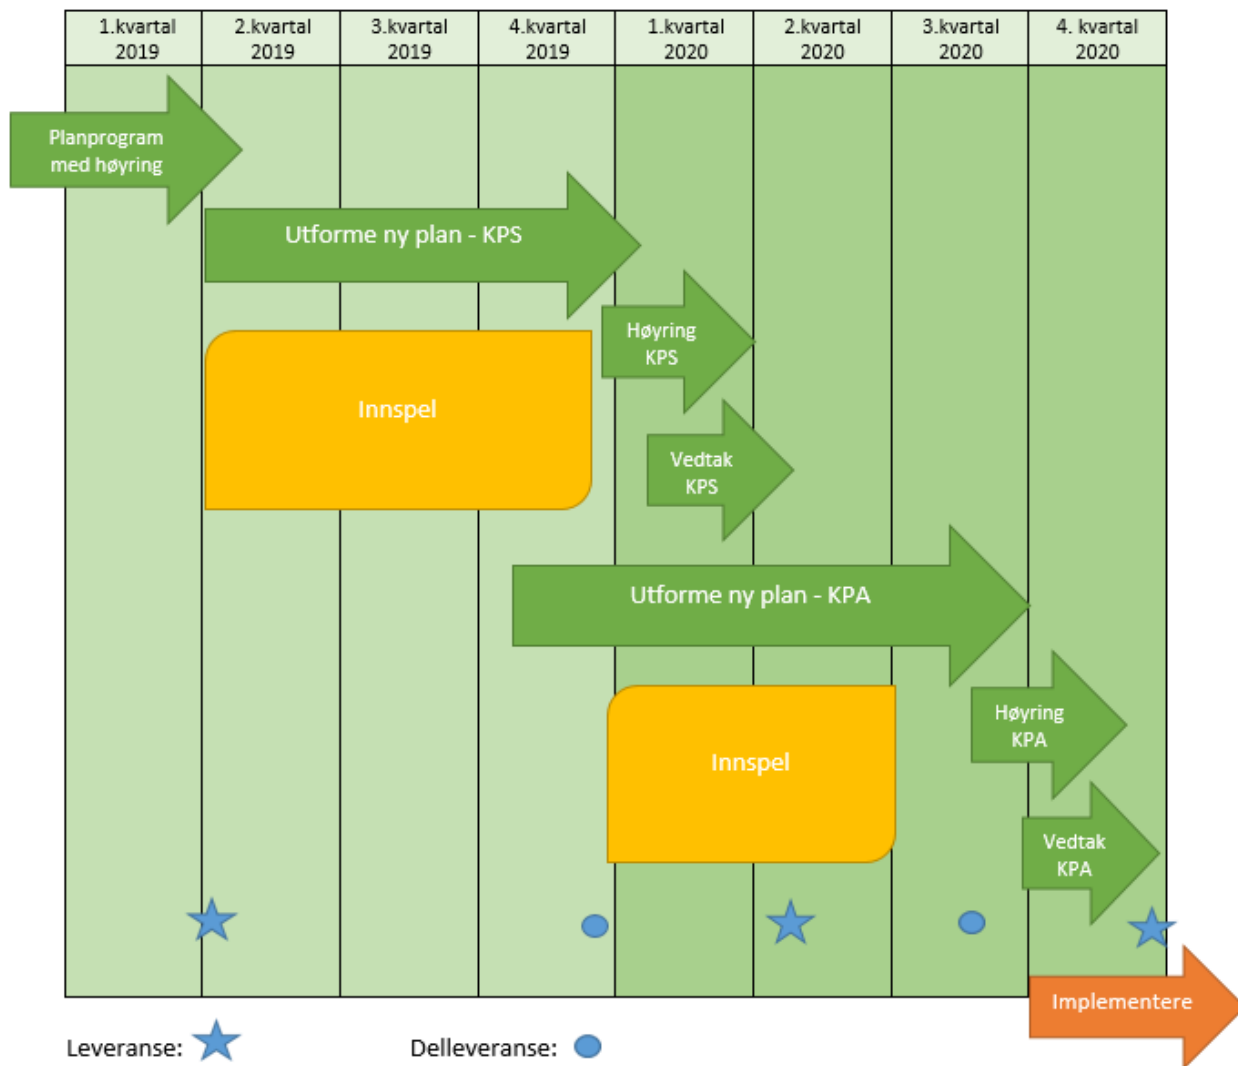 1.kvartal
2019
2.kvartal
2019
3.kvartal
2019
4.kvartal
2019
1.kvartal
2020
2.kvartal
2020
3.kvartal
2020
4. kvartal
2020
Planprogram
med høyring
Utforme ny plan - KPS
Høyring
KPS
Innspel
Vedtak
KPS
Utforme ny plan - KPA
Høyring
KPA
Innspel
Vedtak
KPA
Implementere
Leveranse:
Delleveranse: